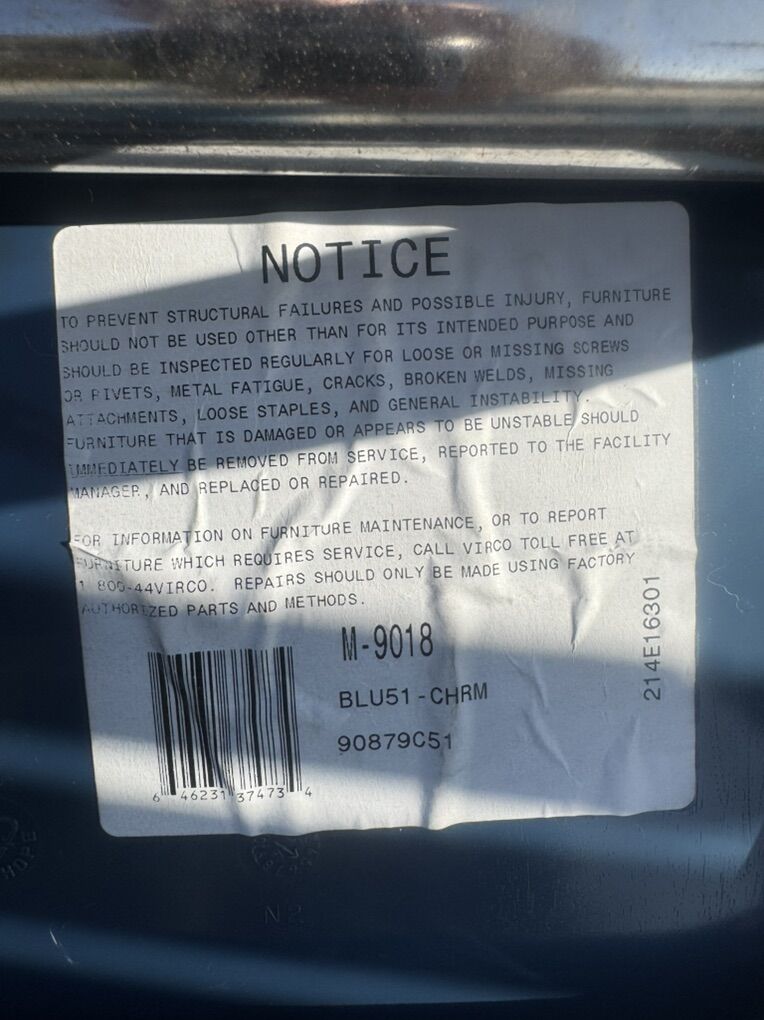 NOTICE
TO PREVENT STRUCTURAL FAILURES AND POSSIBLE INJURY, FURNITURE
SHOULD NOT BE USED OTHER THAN FOR ITS INTENDED PURPOSE AND
SHOULD BE INSPECTED REGULARLY FOR LOOSE OR MISSING SCREWS
OR RIVETS, METAL FATIGUE, CRACKS, BROKEN WELDS, MISSING
ATTACHMENTS, LOOSE STAPLES, AND GENERAL INSTABILITY.
FURNITURE THAT IS DAMAGED OR APPEARS TO BE UNSTABLE SHOULD
IMMEDIATELY BE REMOVED FROM SERVICE, REPORTED TO THE FACILITY
MANAGER, AND REPLACED OR REPAIRED.
FOR INFORMATION ON FURNITURE MAINTENANCE, OR TO REPORT
FURNITURE WHICH REQUIRES SERVICE, CALL VIRCO TOLL FREE AT
1 800-44VIRCO. REPAIRS SHOULD ONLY BE MADE USING FACTORY
AUTHORIZED PARTS AND METHODS.
M-9018
BLU51-CHRM
90879C51
214E16301
6 46231 37473 4
HDPE
N 2